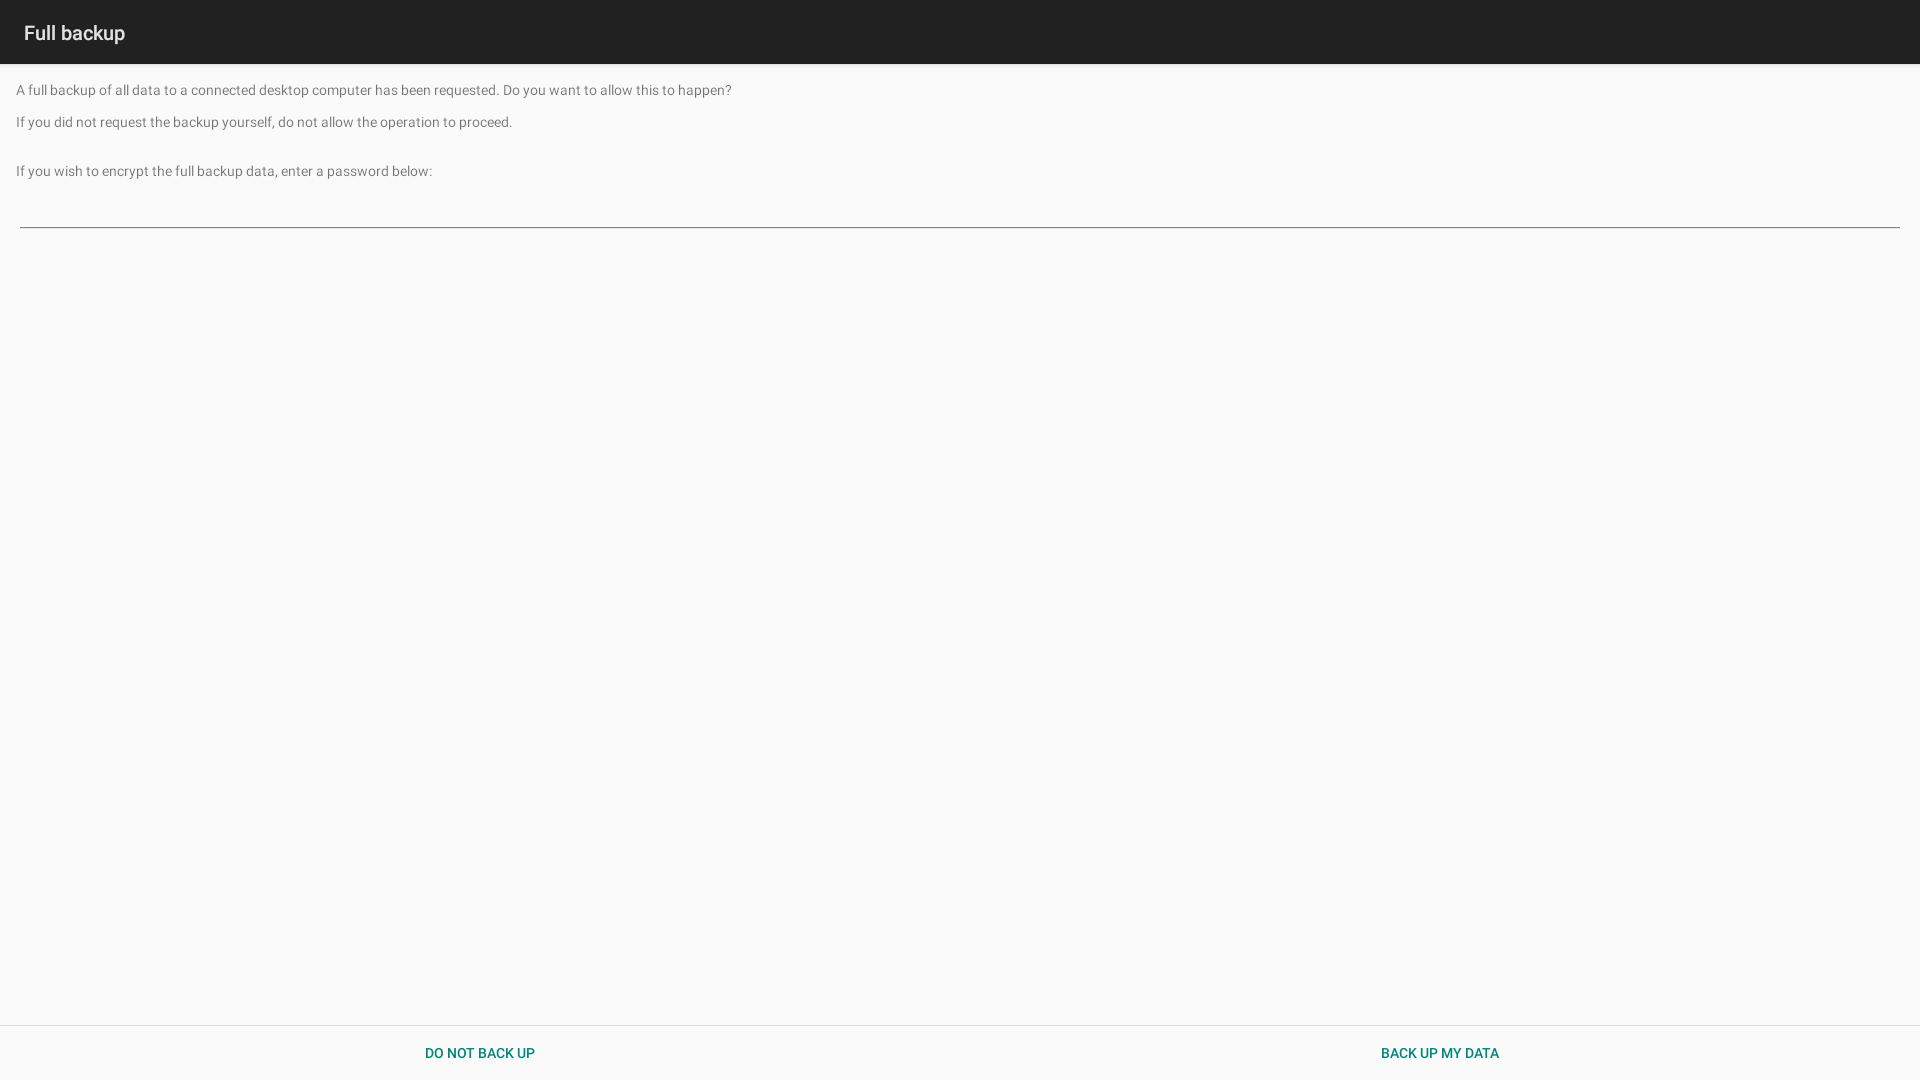 Full backup
A full backup of all data to a connected desktop computer has been requested. Do you want to allow this to happen?
If you did not request the backup yourself, do not allow the operation to proceed.
If you wish to encrypt the full backup data, enter a password below:
DO NOT BACK UP
BACK UP MY DATA